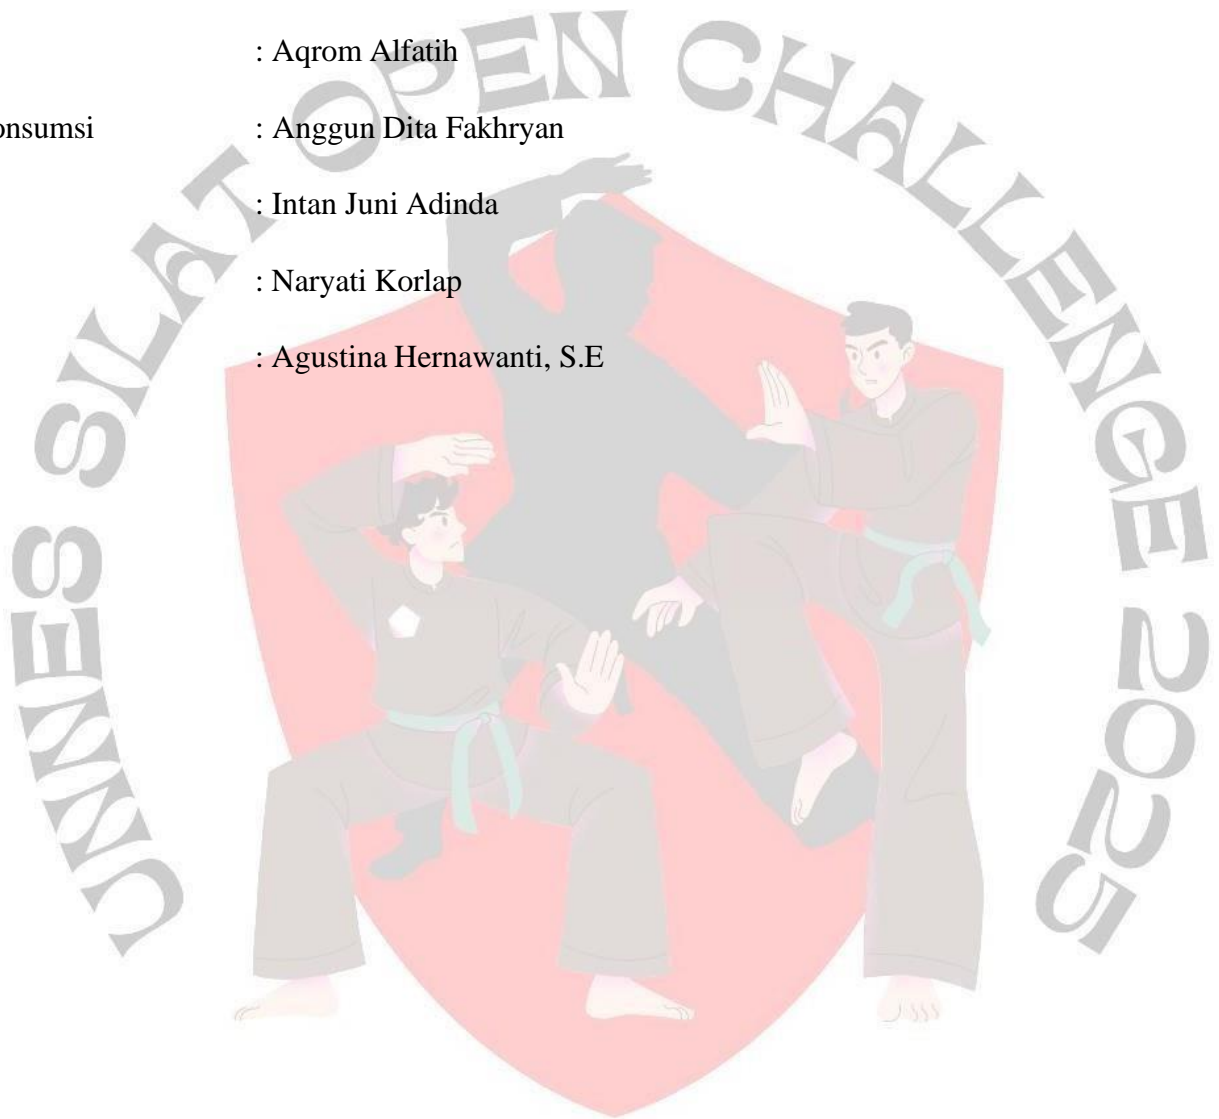 : Aqrom Alfatih
onsumsi : Anggun Dita Fakhryan
: Intan Juni Adinda
: Naryati Korlap
: Agustina Hernawanti, S.E
UNNES SILAT OPEN CHALLENGE 2025